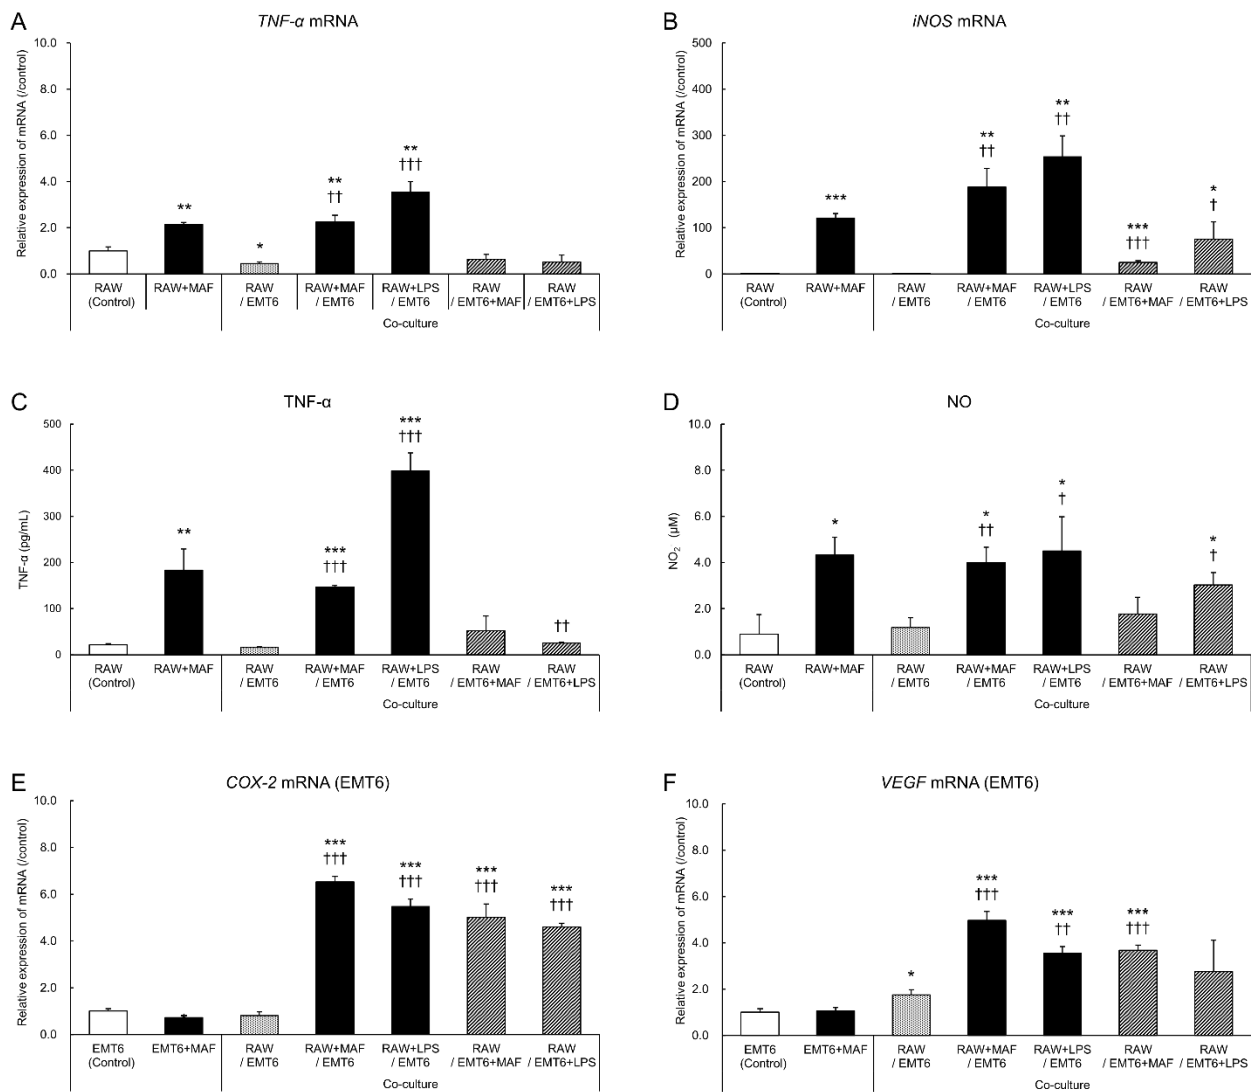 A
TNF-α mRNA
Relative expression of mRNA (/control)
10.0
8.0
6.0
4.0
2.0
0.0
**
*
**
††
**
†††
RAW
(Control)
RAW+MAF
RAW
/ EMT6
RAW+MAF
/ EMT6
RAW+LPS
/ EMT6
RAW
/ EMT6+MAF
RAW
/ EMT6+LPS
Co-culture
B
iNOS mRNA
Relative expression of mRNA (/control)
500
400
300
200
100
0
***
**
††
**
††
***
†††
*
†
RAW
(Control)
RAW+MAF
RAW
/ EMT6
RAW+MAF
/ EMT6
RAW+LPS
/ EMT6
RAW
/ EMT6+MAF
RAW
/ EMT6+LPS
Co-culture
C
TNF-α
TNF-α (pg/mL)
500
400
300
200
100
0
**
***
†††
***
†††
††
RAW
(Control)
RAW+MAF
RAW
/ EMT6
RAW+MAF
/ EMT6
RAW+LPS
/ EMT6
RAW
/ EMT6+MAF
RAW
/ EMT6+LPS
Co-culture
D
NO
NO₂ (μM)
10.0
8.0
6.0
4.0
2.0
0.0
*
*
††
*
†
*
†
RAW
(Control)
RAW+MAF
RAW
/ EMT6
RAW+MAF
/ EMT6
RAW+LPS
/ EMT6
RAW
/ EMT6+MAF
RAW
/ EMT6+LPS
Co-culture
E
COX-2 mRNA (EMT6)
Relative expression of mRNA (/control)
10.0
8.0
6.0
4.0
2.0
0.0
***
†††
***
†††
***
†††
***
†††
EMT6
(Control)
EMT6+MAF
RAW
/ EMT6
RAW+MAF
/ EMT6
RAW+LPS
/ EMT6
RAW
/ EMT6+MAF
RAW
/ EMT6+LPS
Co-culture
F
VEGF mRNA (EMT6)
Relative expression of mRNA (/control)
10.0
8.0
6.0
4.0
2.0
0.0
*
***
†††
***
††
***
†††
EMT6
(Control)
EMT6+MAF
RAW
/ EMT6
RAW+MAF
/ EMT6
RAW+LPS
/ EMT6
RAW
/ EMT6+MAF
RAW
/ EMT6+LPS
Co-culture